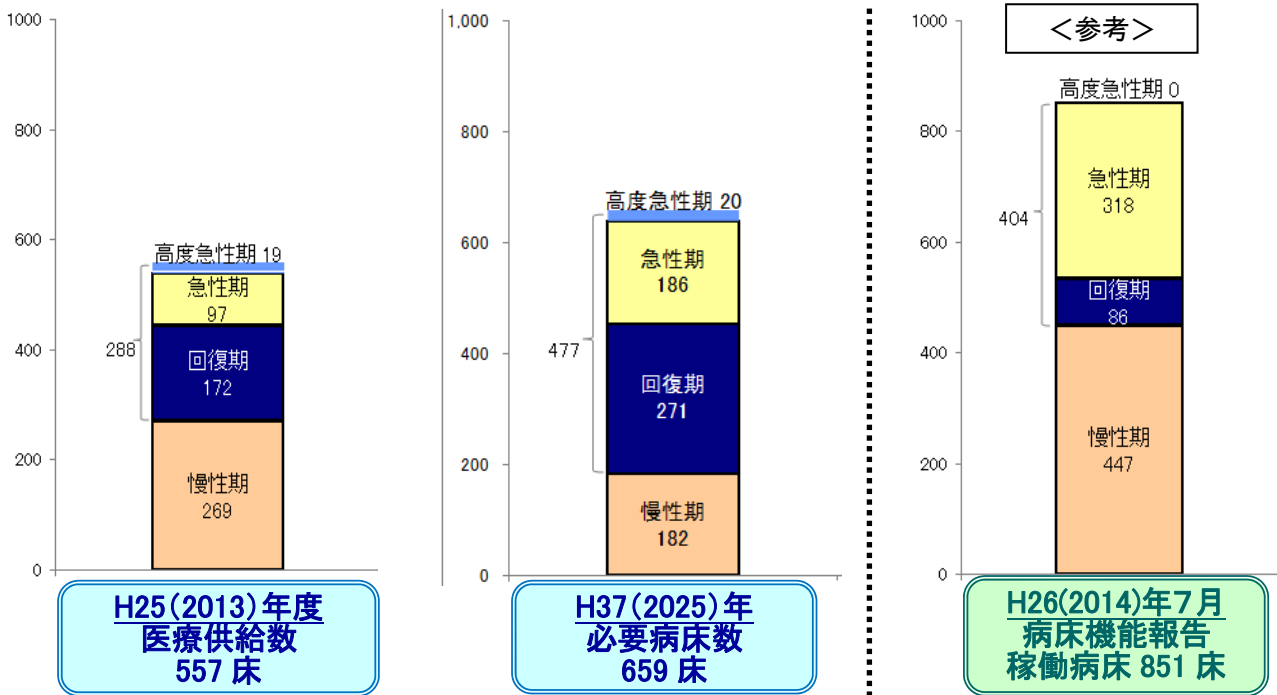 1000
800
600
400
200
0
高度急性期 19
急性期
97
288
回復期
172
慢性期
269
H25(2013)年度
医療供給数
557 床
1,000
800
600
400
200
0
高度急性期 20
急性期
186
477
回復期
271
慢性期
182
H37(2025)年
必要病床数
659 床
<参考>
1000
800
600
400
200
0
高度急性期 0
急性期
318
404
回復期
86
慢性期
447
H26(2014)年7月
病床機能報告
稼働病床 851 床